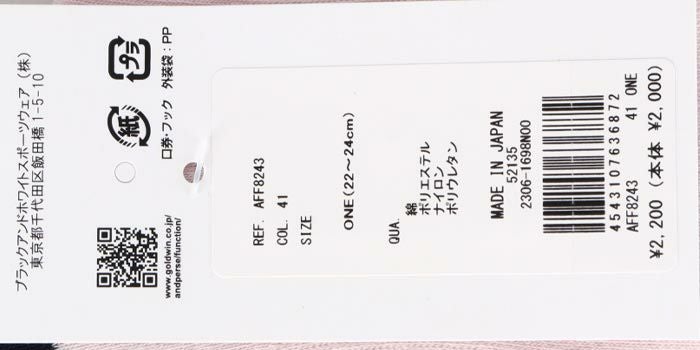 ブラックアンドホワイトスポーツウェア（株）
東京都千代田区飯田橋 1-5-10
プラ
紙
口券・フック 外装袋：PP
www.goldwin.co.jp/
andperse/function/
REF. AFF8243
COL. 41
SIZE
ONE(22～24cm)
QUA.
綿
ポリエステル
ナイロン
ポリウレタン
MADE IN JAPAN
52135
2306-1698N00
4543107636872
AFF8243 41 ONE
¥2,200 (本体 ¥2,000)